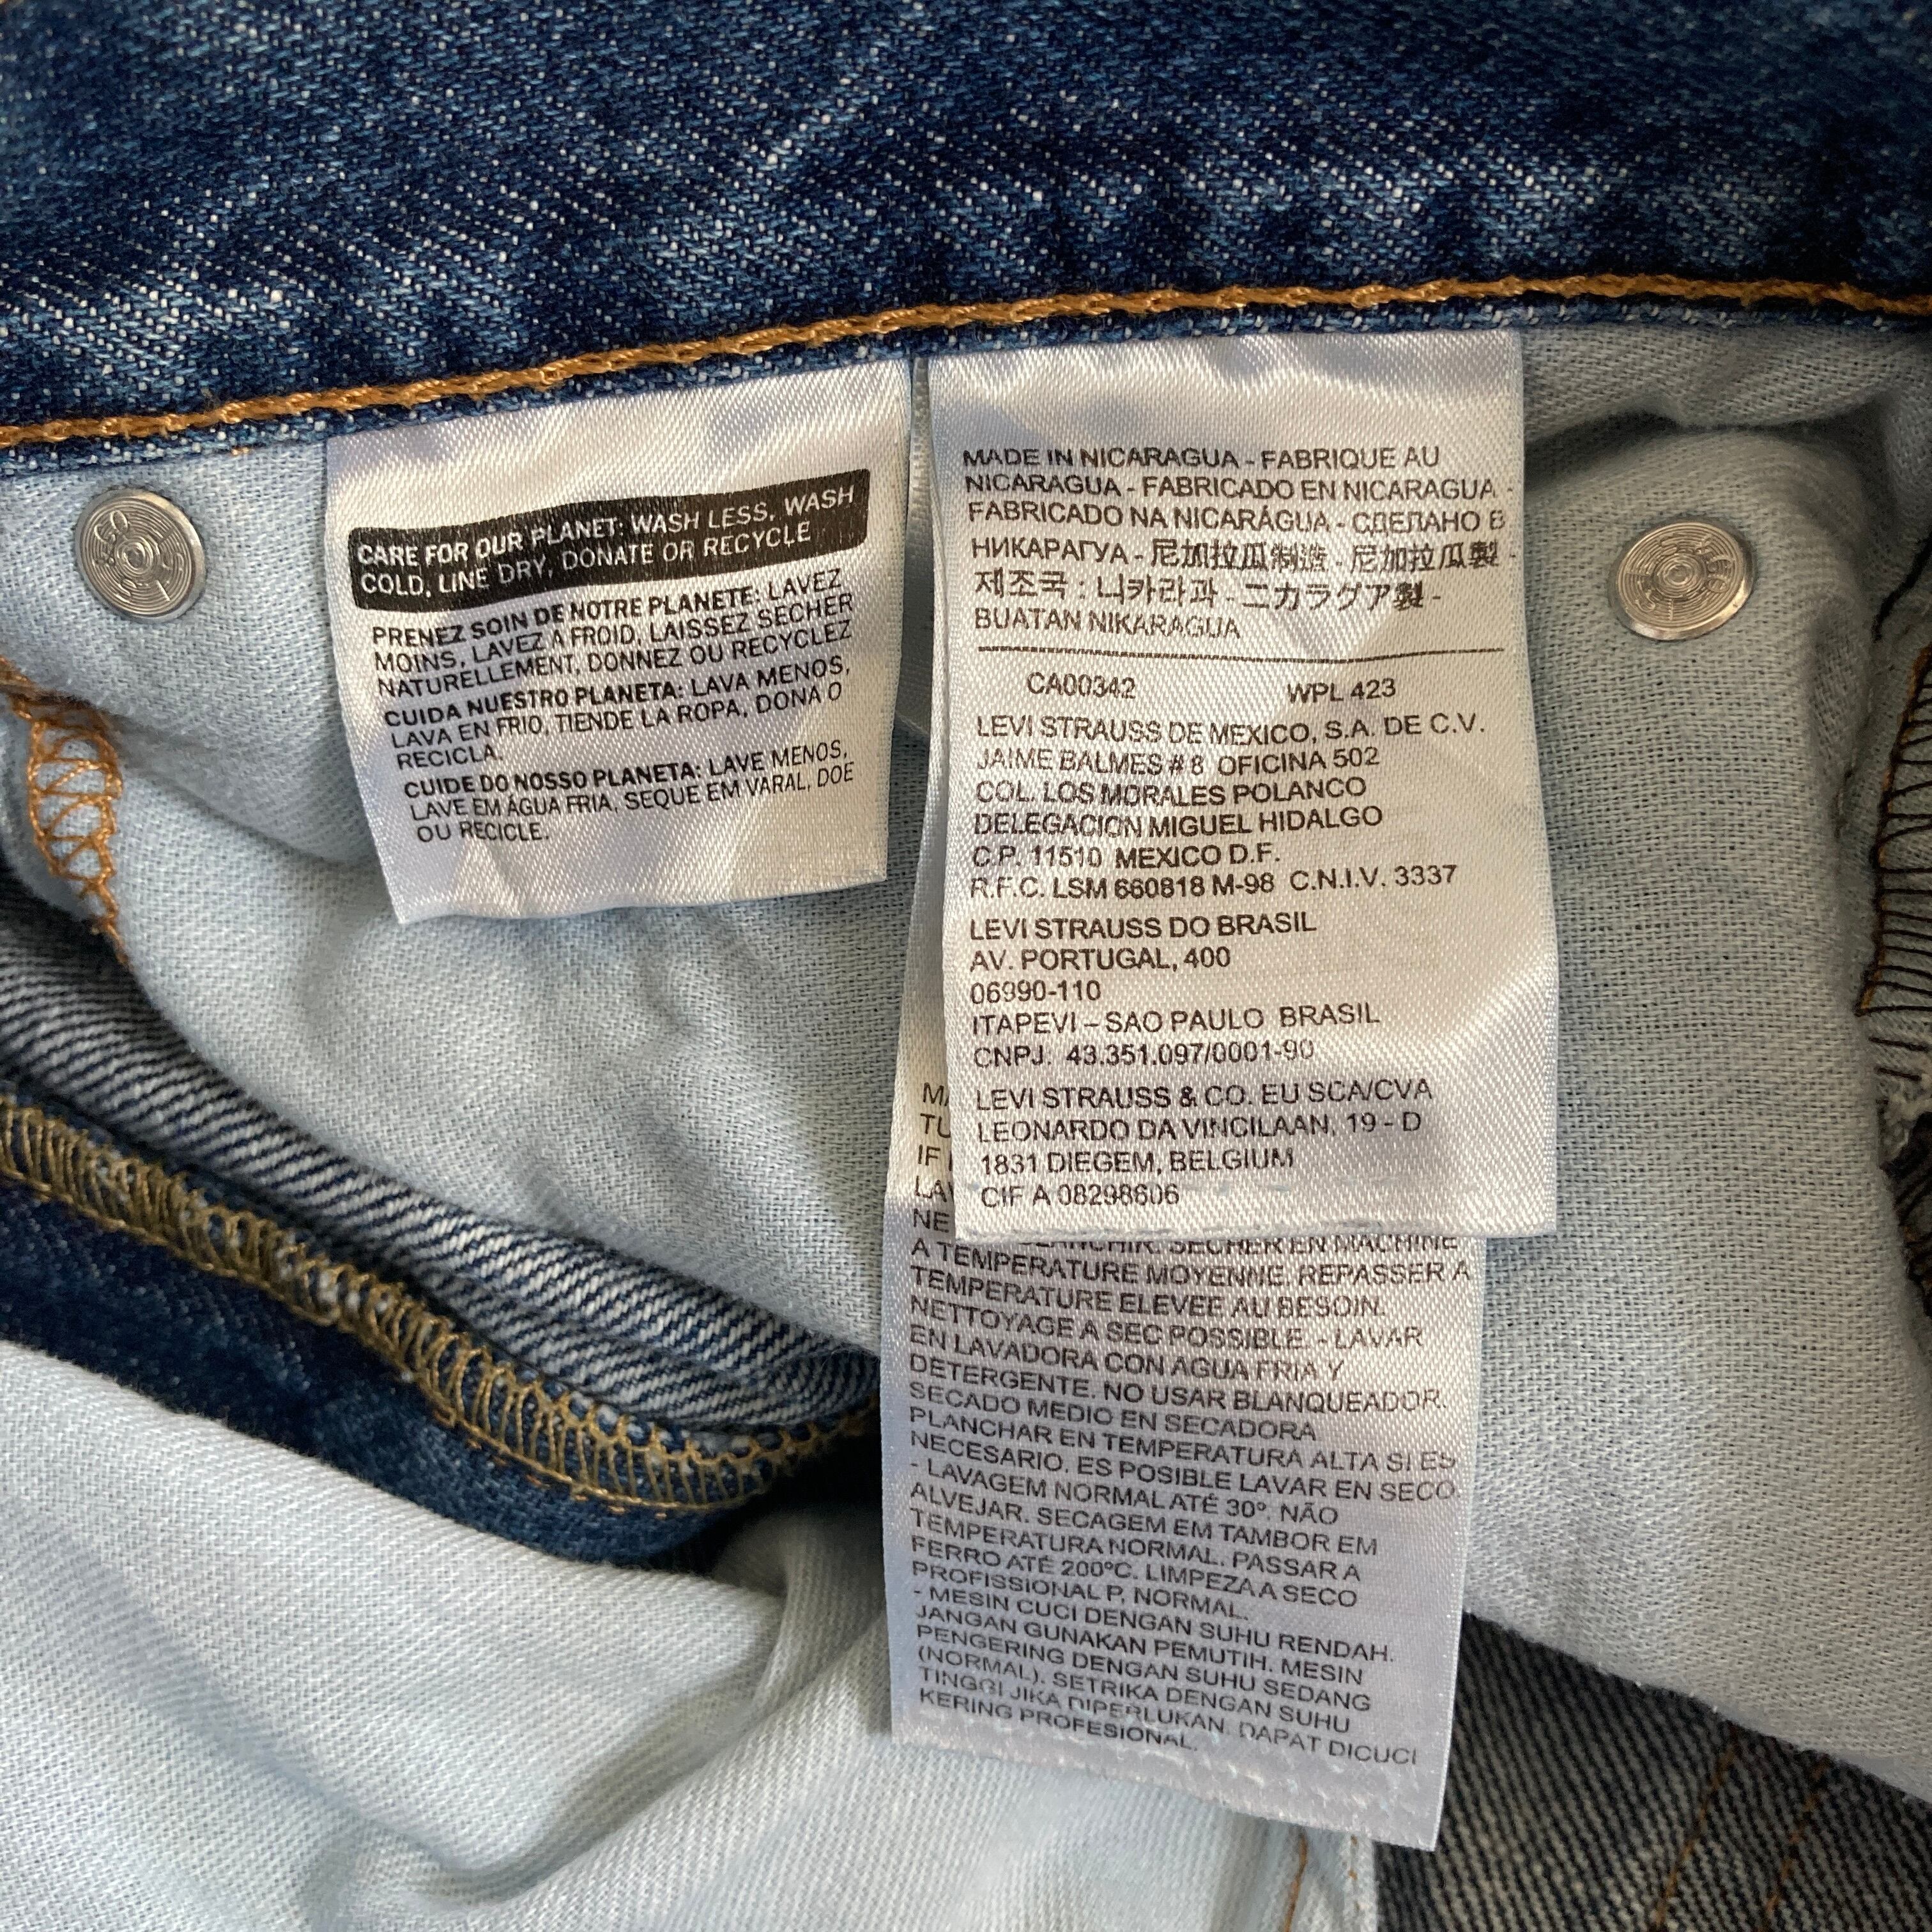 CARE FOR OUR PLANET: WASH LESS, WASH
COLD, LINE DRY, DONATE OR RECYCLE
PRENEZ SOIN DE NOTRE PLANETE: LAVEZ
MOINS, LAVEZ A FROID, LAISSEZ SECHER
NATURELLEMENT, DONNEZ OU RECYCLEZ
CUIDA NUESTRO PLANETA: LAVA MENOS,
LAVA EN FRIO, TIENDE LA ROPA, DONA O
RECICLA.
CUIDE DO NOSSO PLANETA: LAVE MENOS,
LAVE EM ÁGUA FRIA, SEQUE EM VARAL, DOE
OU RECICLE.
MADE IN NICARAGUA - FABRIQUE AU
NICARAGUA - FABRICADO EN NICARAGUA -
FABRICADO NA NICARÁGUA - СДЕЛАНО В
НИКАРАГУА - 尼加拉瓜制造 - 尼加拉瓜製 -
제조국 : 니카라과 - ニカラグア製 -
BUATAN NIKARAGUA
CA00342 WPL 423
LEVI STRAUSS DE MEXICO, S.A. DE C.V.
JAIME BALMES # 8 OFICINA 502
COL. LOS MORALES POLANCO
DELEGACION MIGUEL HIDALGO
C.P. 11510 MEXICO D.F.
R.F.C. LSM 660818 M-98 C.N.I.V. 3337
LEVI STRAUSS DO BRASIL
AV. PORTUGAL, 400
06990-110
ITAPEVI – SAO PAULO BRASIL
CNPJ: 43.351.097/0001-90
LEVI STRAUSS & CO. EU SCA/CVA
LEONARDO DA VINCILAAN, 19 - D
1831 DIEGEM, BELGIUM
CIF A 08298606
IF
NE BLANCHIR. SECHER EN MACHINE
A TEMPERATURE MOYENNE. REPASSER A
TEMPERATURE ELEVEE AU BESOIN.
NETTOYAGE A SEC POSSIBLE. - LAVAR
EN LAVADORA CON AGUA FRIA Y
DETERGENTE. NO USAR BLANQUEADOR.
SECADO MEDIO EN SECADORA
PLANCHAR EN TEMPERATURA ALTA SI ES
NECESARIO. ES POSIBLE LAVAR EN SECO.
- LAVAGEM NORMAL ATÉ 30º. NÃO
ALVEJAR. SECAGEM EM TAMBOR EM
TEMPERATURA NORMAL. PASSAR A
FERRO ATÉ 200ºC. LIMPEZA A SECO
PROFISSIONAL P, NORMAL.
- MESIN CUCI DENGAN SUHU RENDAH.
JANGAN GUNAKAN PEMUTIH. MESIN
PENGERING DENGAN SUHU SEDANG
(NORMAL). SETRIKA DENGAN SUHU
TINGGI JIKA DIPERLUKAN. DAPAT DICUCI
KERING PROFESIONAL.